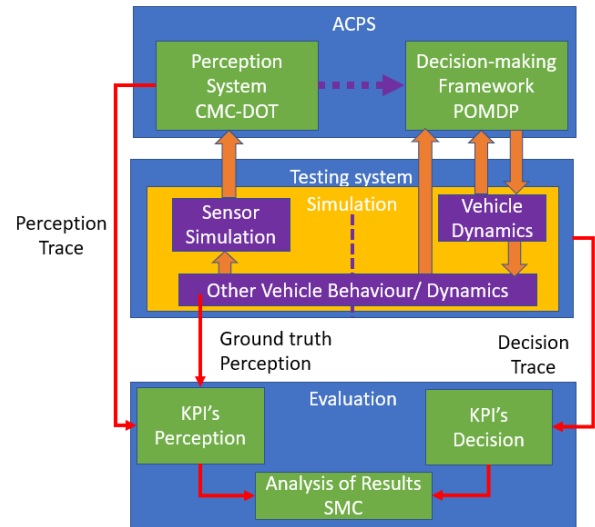 ACPS
Perception
System
CMC-DOT
Decision-making
Framework
POMDP
Testing system
Simulation
Sensor
Simulation
Vehicle
Dynamics
Other Vehicle Behaviour/ Dynamics
Perception
Trace
Ground truth
Perception
Decision
Trace
Evaluation
KPI's
Perception
KPI's
Decision
Analysis of Results
SMC